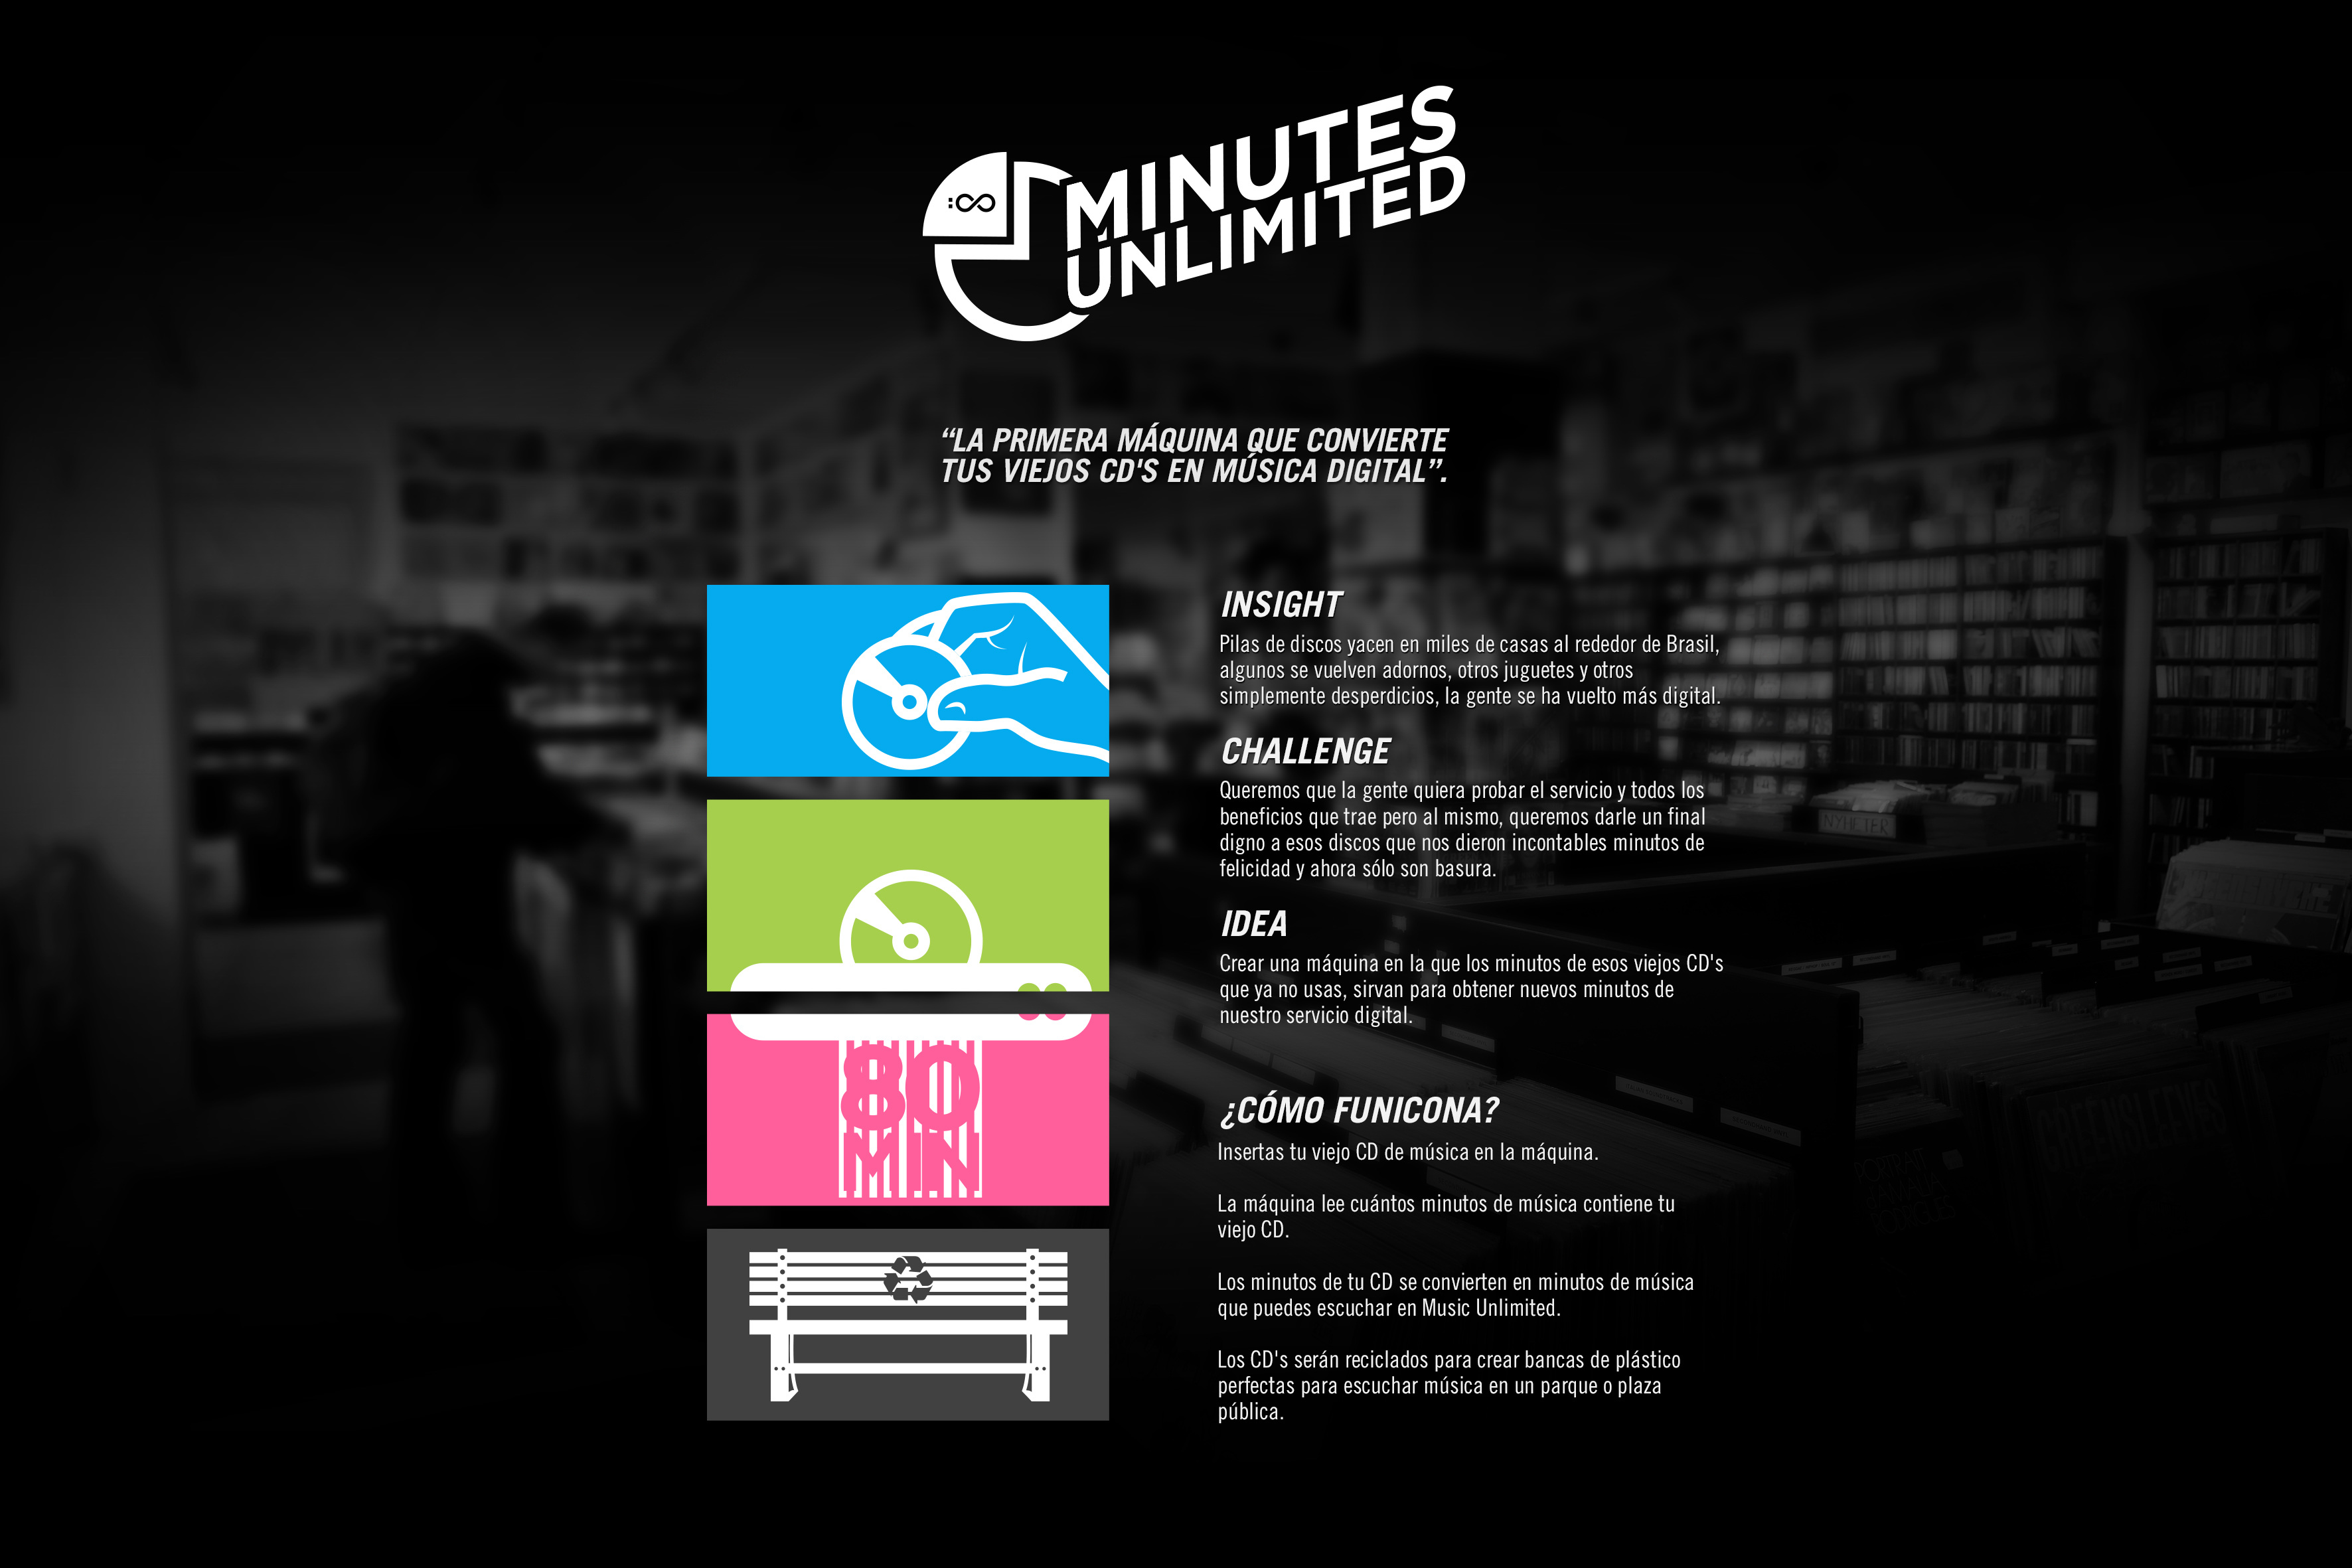 :∞
MINUTES
UNLIMITED
“LA PRIMERA MÁQUINA QUE CONVIERTE
TUS VIEJOS CD'S EN MÚSICA DIGITAL”.
INSIGHT
Pilas de discos yacen en miles de casas al rededor de Brasil,
algunos se vuelven adornos, otros juguetes y otros
simplemente desperdicios, la gente se ha vuelto más digital.
CHALLENGE
Queremos que la gente quiera probar el servicio y todos los
beneficios que trae pero al mismo, queremos darle un final
digno a esos discos que nos dieron incontables minutos de
felicidad y ahora sólo son basura.
IDEA
Crear una máquina en la que los minutos de esos viejos CD's
que ya no usas, sirvan para obtener nuevos minutos de
nuestro servicio digital.
80
MIN
¿CÓMO FUNICONA?
Insertas tu viejo CD de música en la máquina.
La máquina lee cuántos minutos de música contiene tu
viejo CD.
Los minutos de tu CD se convierten en minutos de música
que puedes escuchar en Music Unlimited.
Los CD's serán reciclados para crear bancas de plástico
perfectas para escuchar música en un parque o plaza
pública.
NYHETER
GREENSLEEVES